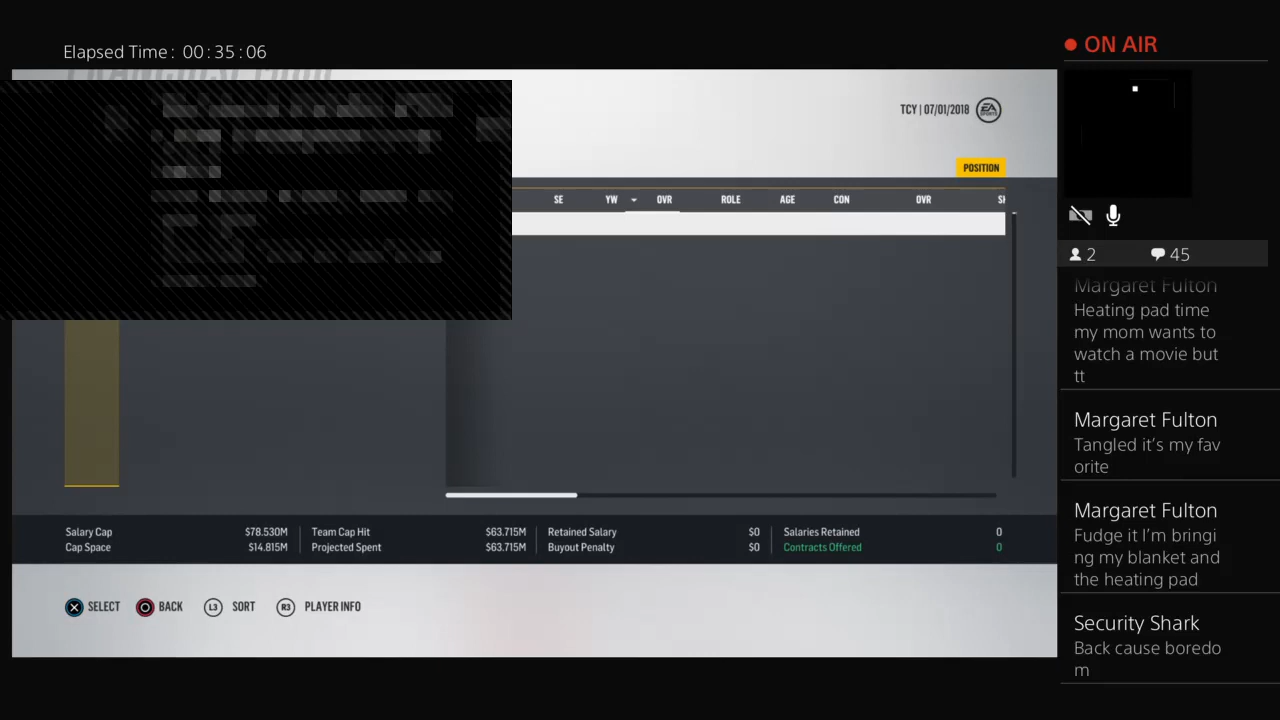 Elapsed Time: 00:35:06
ON AIR
TCY | 07/01/2018
EA SPORTS
POSITION
SE YW OVR ROLE AGE CON OVR
2 45
Margaret Fulton
Heating pad time
my mom wants to
watch a movie but
tt
Margaret Fulton
Tangled it's my fav
orite
Margaret Fulton
Fudge it I'm bringi
ng my blanket and
the heating pad
Security Shark
Back cause boredo
m
Salary Cap $78.530M Team Cap Hit $63.715M Retained Salary $0 Salaries Retained 0
Cap Space $14.815M Projected Spent $63.715M Buyout Penalty $0 Contracts Offered 0
SELECT BACK L3 SORT R3 PLAYER INFO